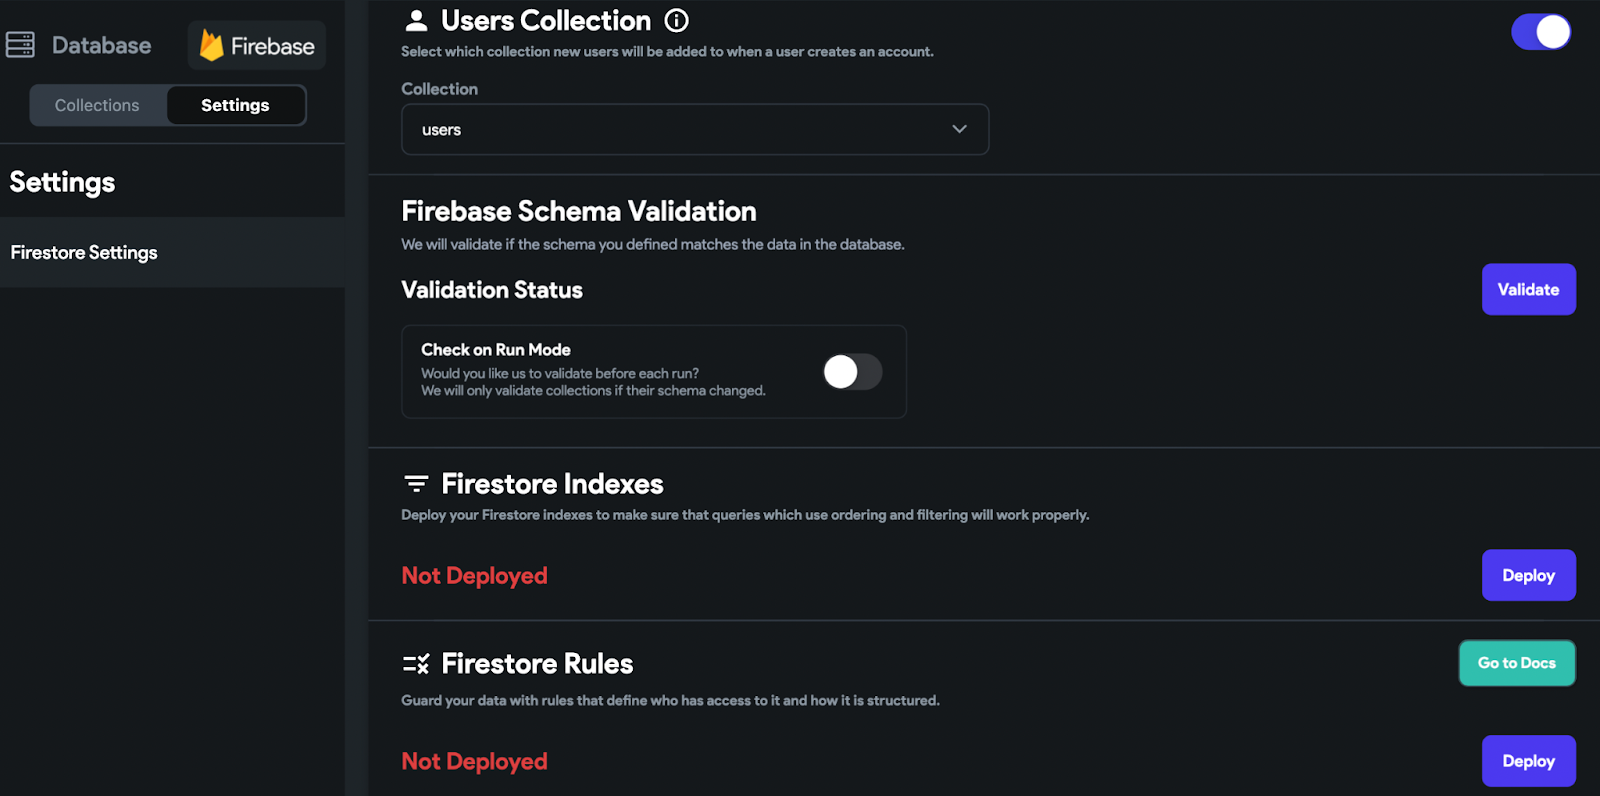 Database
Firebase
Collections
Settings
Settings
Firestore Settings
Users Collection
Select which collection new users will be added to when a user creates an account.
Collection
users
Firebase Schema Validation
We will validate if the schema you defined matches the data in the database.
Validation Status
Validate
Check on Run Mode
Would you like us to validate before each run?
We will only validate collections if their schema changed.
Firestore Indexes
Deploy your Firestore indexes to make sure that queries which use ordering and filtering will work properly.
Not Deployed
Deploy
Firestore Rules
Go to Docs
Guard your data with rules that define who has access to it and how it is structured.
Not Deployed
Deploy